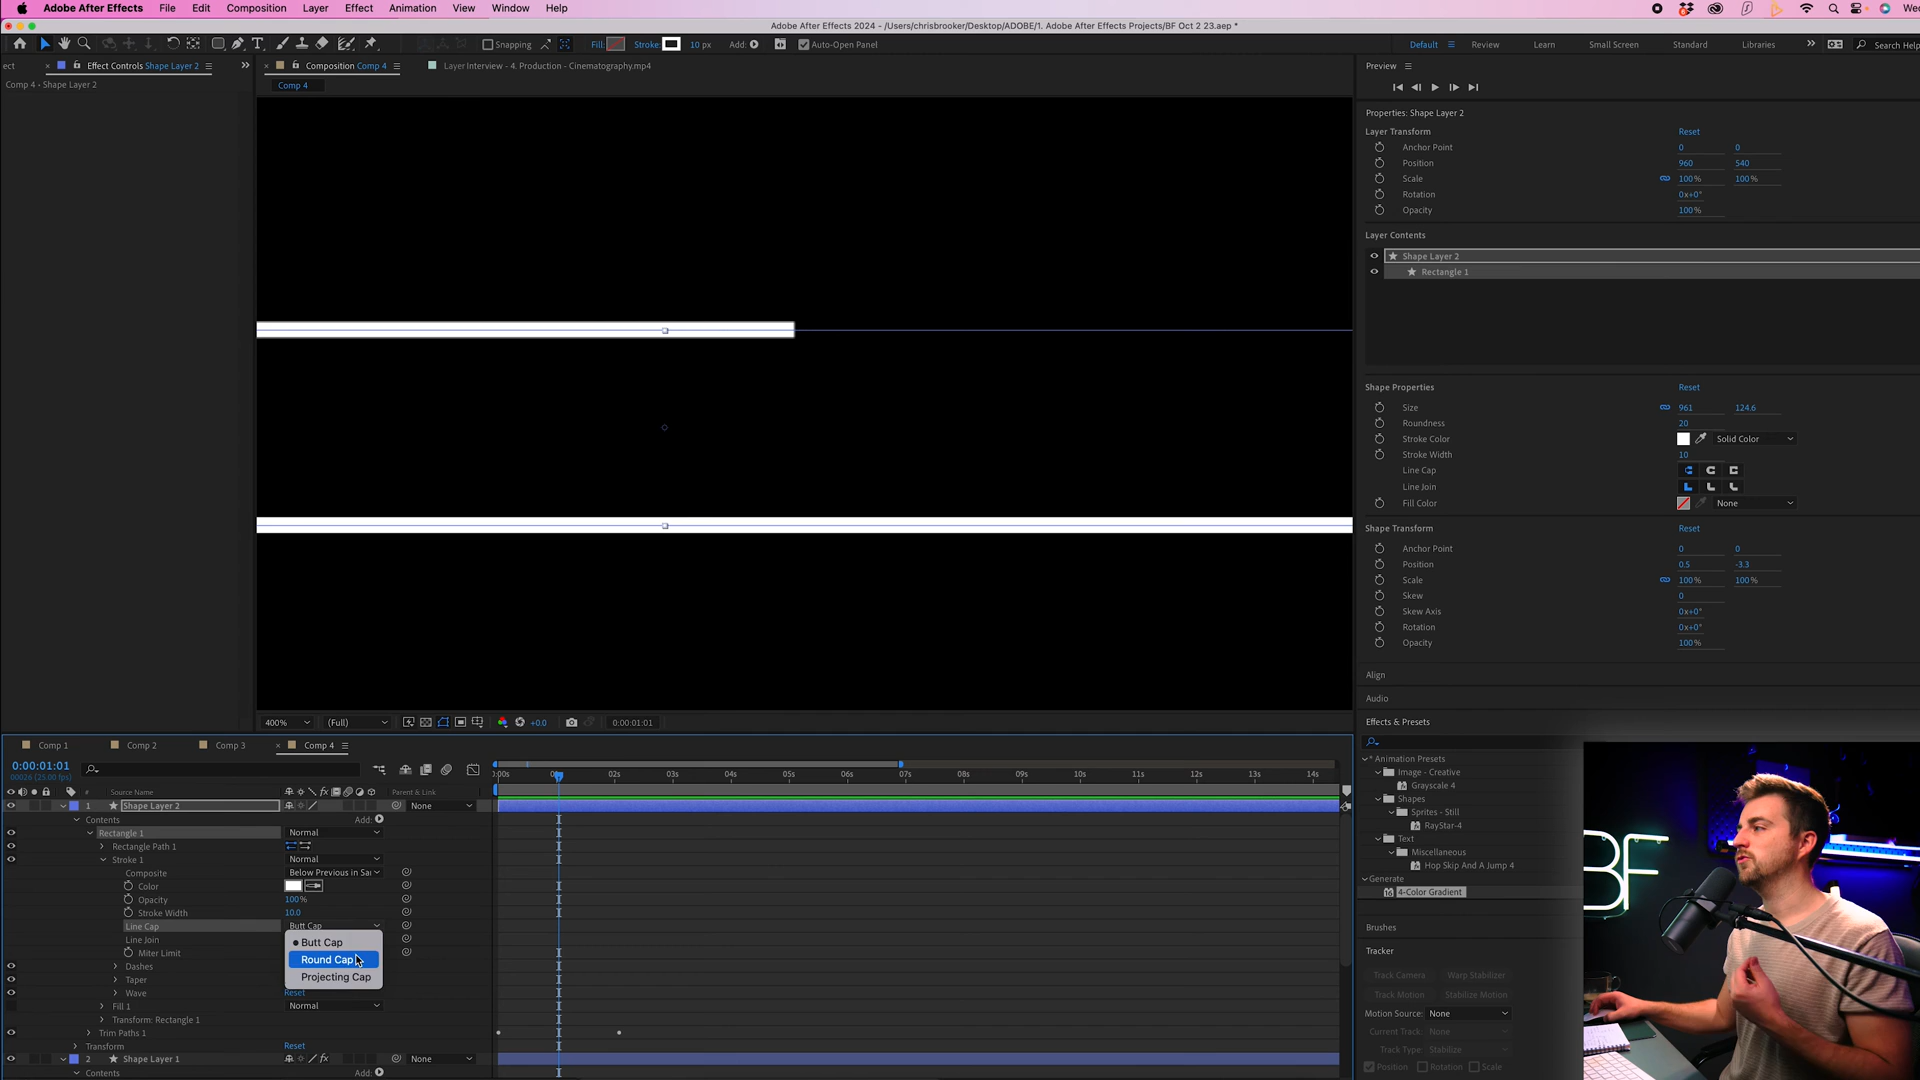 Adobe After Effects File Edit Composition Layer Effect Animation View Window Help
Adobe After Effects 2024 - /Users/chrisbrooker/Desktop/ADOBE/1. Adobe After Effects Projects/BF Oct 2 23.aep *
Snapping Fill: Stroke: 10 px Add: Auto-Open Panel Default Review Learn Small Screen Standard Libraries Search Help
Effect Controls Shape Layer 2 Composition Comp 4 Layer Interview - 4. Production - Cinematography.mp4 Preview
Comp 4 • Shape Layer 2 Comp 4
Properties: Shape Layer 2
Layer Transform Reset
Anchor Point 0 0
Position 960 540
Scale 100% 100%
Rotation 0x+0°
Opacity 100%
Layer Contents
Shape Layer 2
Rectangle 1
Shape Properties Reset
Size 961 124.6
Roundness 20
Stroke Color Solid Color
Stroke Width 10
Line Cap
Line Join
Fill Color None
Shape Transform Reset
Anchor Point 0 0
Position 0.5 -3.3
Scale 100% 100%
Skew 0
Skew Axis 0x+0°
Rotation 0x+0°
Opacity 100%
Align
Audio
Effects & Presets
400% (Full) +0.0 0:00:01:01
Comp 1 Comp 2 Comp 3 Comp 4
0:00:01:01
00026 (25.00 fps)
:00s 02s 03s 04s 05s 06s 07s 08s 09s 10s 11s 12s 13s 14s
# Source Name Parent & Link
1 Shape Layer 2 None
Contents Add:
Rectangle 1 Normal
Rectangle Path 1
Stroke 1 Normal
Composite Below Previous in Sa
Color
Opacity 100%
Stroke Width 10.0
Line Cap Butt Cap
Line Join Butt Cap
Miter Limit Round Cap
Dashes Projecting Cap
Taper
Wave Reset
Fill 1 Normal
Transform: Rectangle 1
Trim Paths 1
Transform Reset
2 Shape Layer 1 None
Contents Add:
* Animation Presets
Image - Creative
Grayscale 4
Shapes
Sprites - Still
RayStar-4
Text
Miscellaneous
Hop Skip And A Jump 4
Generate
4-Color Gradient
Brushes
Tracker
Track Camera Warp Stabilizer
Track Motion Stabilize Motion
Motion Source: None
Current Track: None
Track Type: Stabilize
Position Rotation Scale
BF